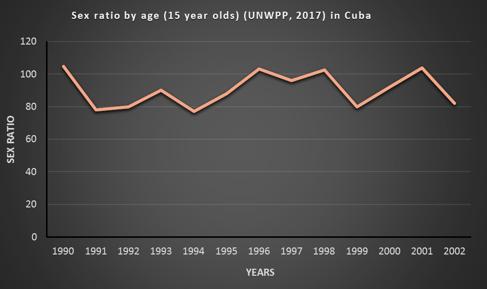 Sex ratio by age (15 year olds) (UNWPP, 2017) in Cuba
120
100
80
60
40
20
0
SEX RATIO
1990 1991 1992 1993 1994 1995 1996 1997 1998 1999 2000 2001 2002
YEARS